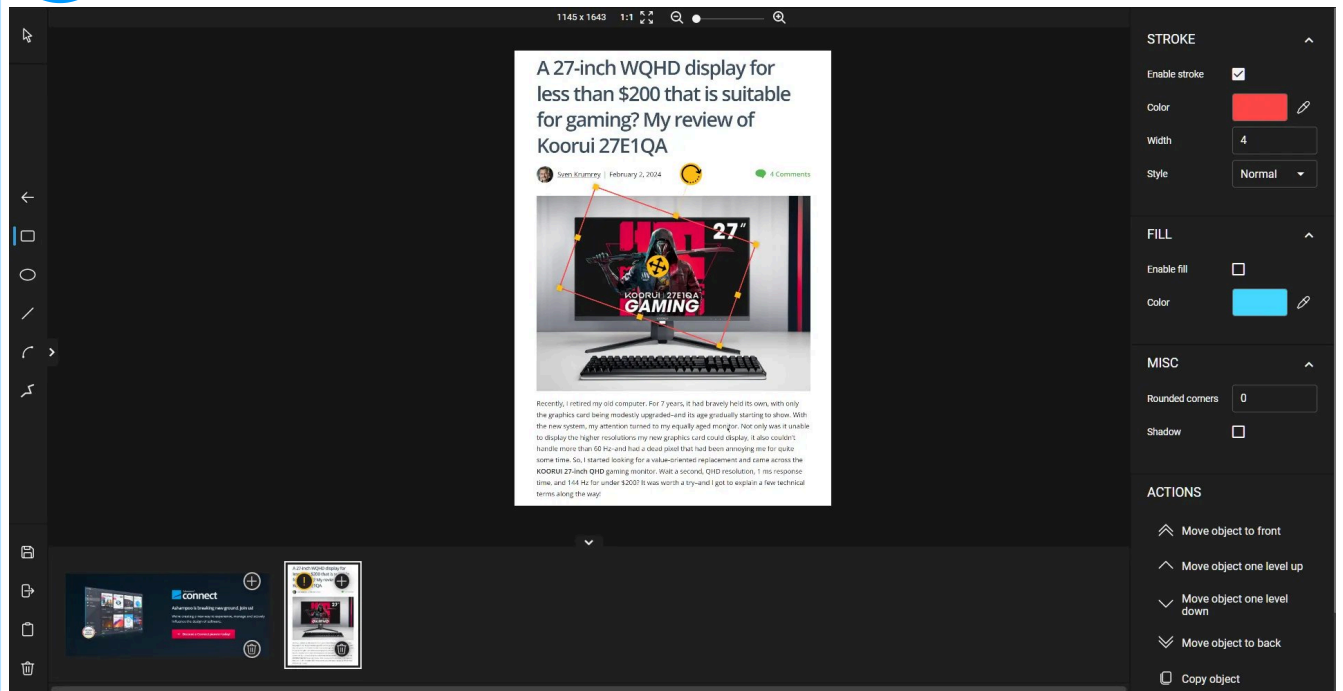 1145 x 1643 1:1
STROKE
Enable stroke
Color
Width 4
Style Normal
FILL
Enable fill
Color
MISC
Rounded corners 0
Shadow
ACTIONS
Move object to front
Move object one level up
Move object one level
down
Move object to back
Copy object
A 27-inch WQHD display for
less than $200 that is suitable
for gaming? My review of
Koorui 27E1QA
Sven Krumrey | February 2, 2024 4 Comments
27"
KOORUI 27E1QA
GAMING
Recently, I retired my old computer. For 7 years, it had bravely held its own, with only
the graphics card being modestly upgraded–and its age gradually starting to show. With
the new system, my attention turned to my equally aged monitor. Not only was it unable
to display the higher resolutions my new graphics card could display, it also couldn't
handle more than 60 Hz–and had a dead pixel that had been annoying me for quite
some time. So, I started looking for a value-oriented replacement and came across the
KOORUI 27-inch QHD gaming monitor. Wait a second, QHD resolution, 1 ms response
time, and 144 Hz for under $200? It was worth a try–and I got to explain a few technical
terms along the way:
connect
Ashampoo is breaking new ground. Join us!
A 27-inch WQHD display for
27"
GAMING